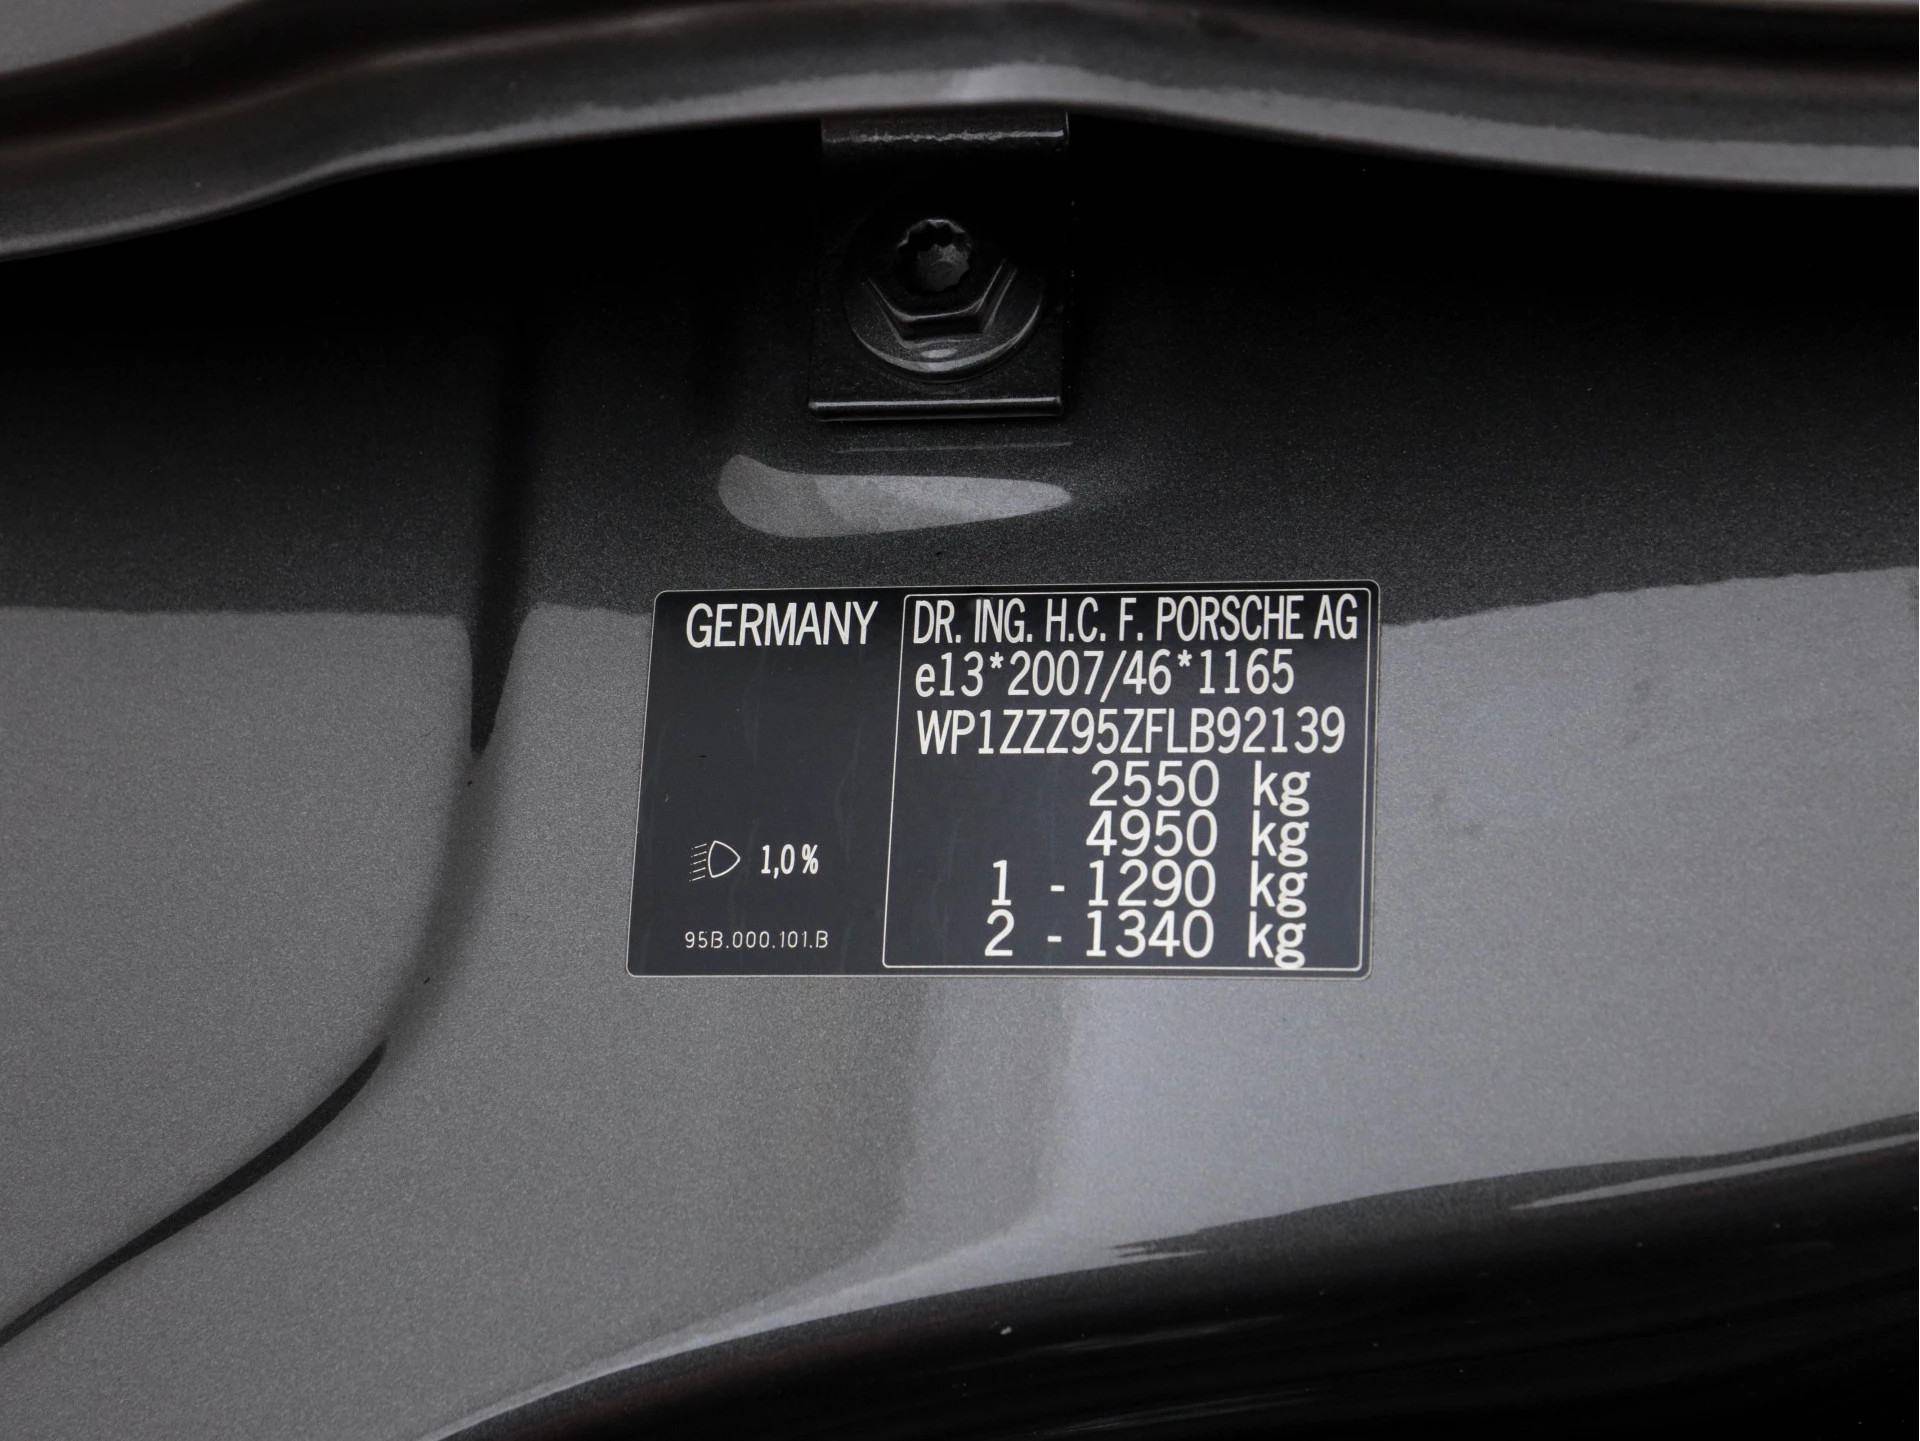 GERMANY
DR. ING. H.C. F. PORSCHE AG
e13*2007/46*1165
WP1ZZZ95ZFLB92139
2550 kg
4950 kg
1 - 1290 kg
2 - 1340 kg
1,0%
95B.000.101.B